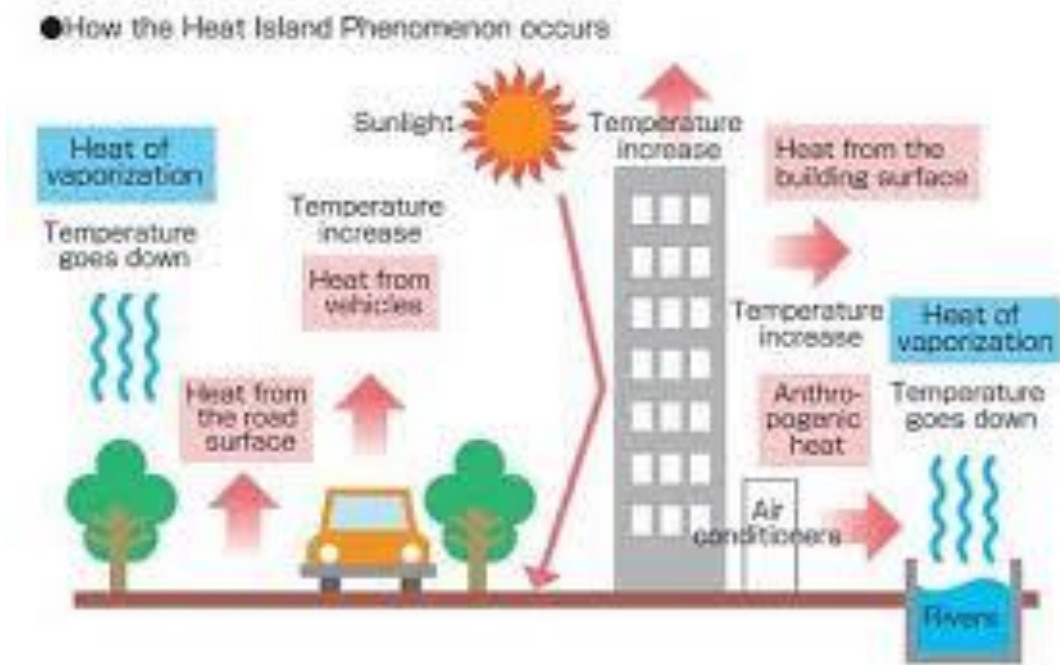 ●How the Heat Island Phenomenon occurs
Sunlight
Temperature
increase
Heat of
vaporization
Temperature
goes down
Temperature
increase
Heat from
vehicles
Heat from
the road
surface
Heat from the
building surface
Temperature
increase
Anthro-
pogenic
heat
Air
conditioners
Heat of
vaporization
Temperature
goes down
Rivers